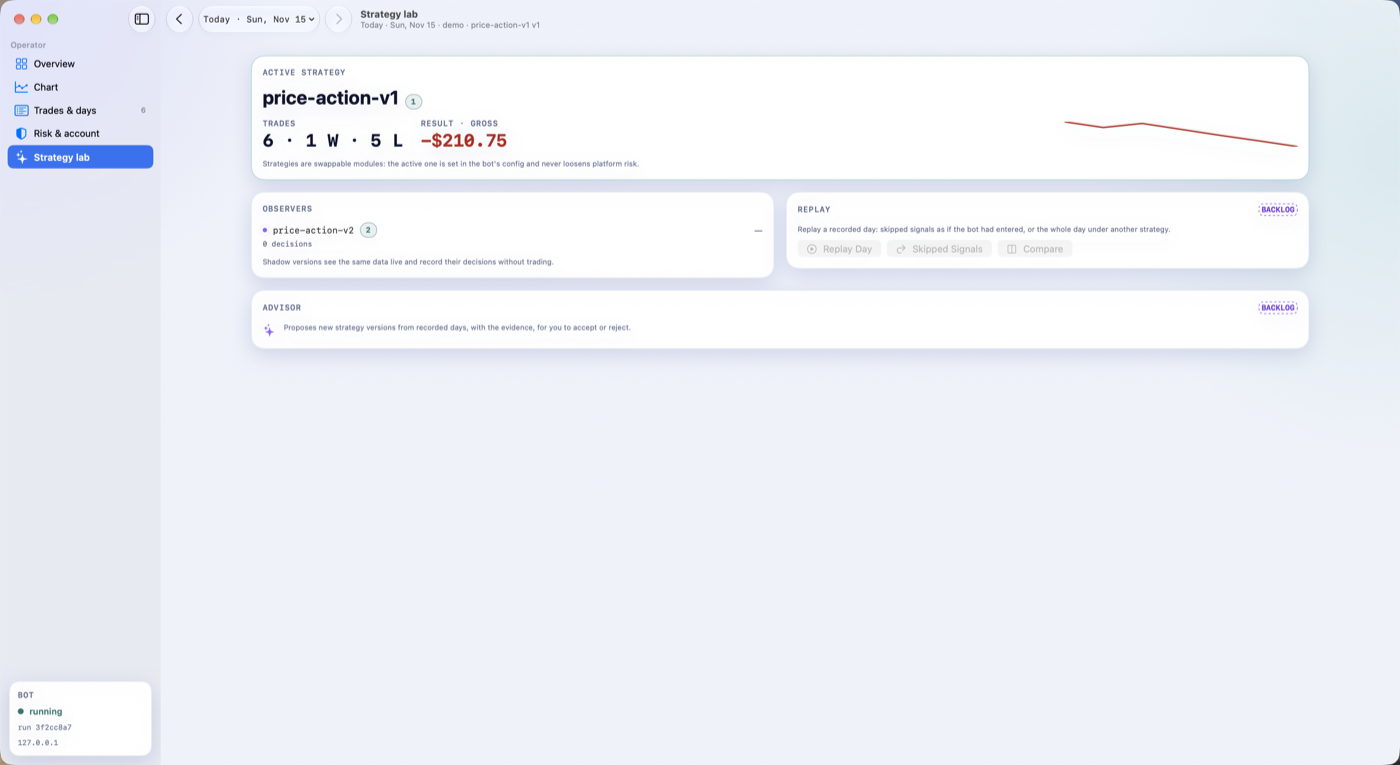 Today · Sun, Nov 15
Strategy lab
Today · Sun, Nov 15 · demo · price-action-v1 v1
Operator
Overview
Chart
Trades & days 6
Risk & account
Strategy lab
ACTIVE STRATEGY
price-action-v1 1
TRADES
6 · 1 W · 5 L
RESULT · GROSS
−$210.75
Strategies are swappable modules: the active one is set in the bot's config and never loosens platform risk.
OBSERVERS
price-action-v2 2 —
0 decisions
Shadow versions see the same data live and record their decisions without trading.
REPLAY BACKLOG
Replay a recorded day: skipped signals as if the bot had entered, or the whole day under another strategy.
Replay Day Skipped Signals Compare
ADVISOR BACKLOG
Proposes new strategy versions from recorded days, with the evidence, for you to accept or reject.
BOT
running
run 3f2cc8a7
127.0.0.1